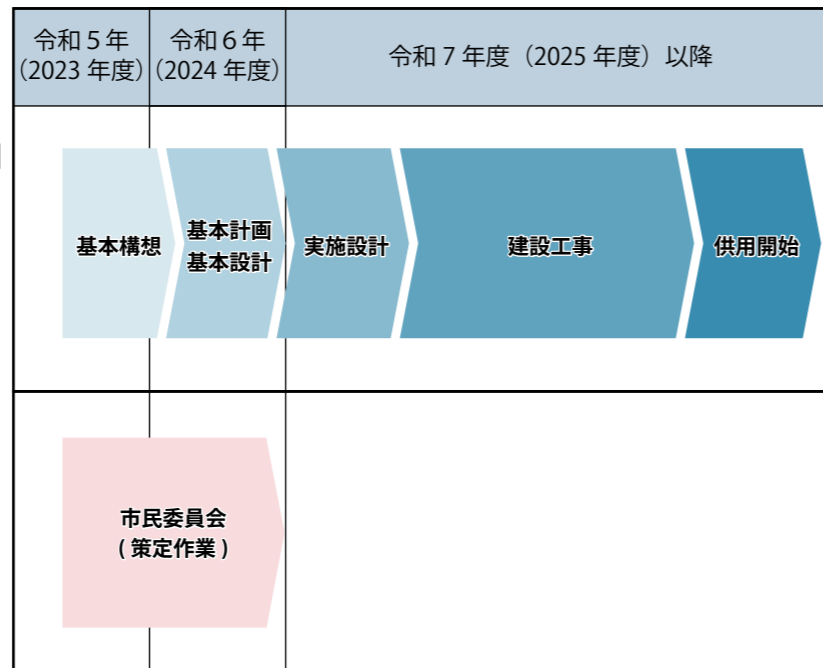 令和５年
（2023 年度）
令和６年
（2024 年度）
令和 7 年度（2025 年度）以降
基本構想
基本計画
基本設計
実施設計
建設工事
供用開始
市民委員会
( 策定作業 )